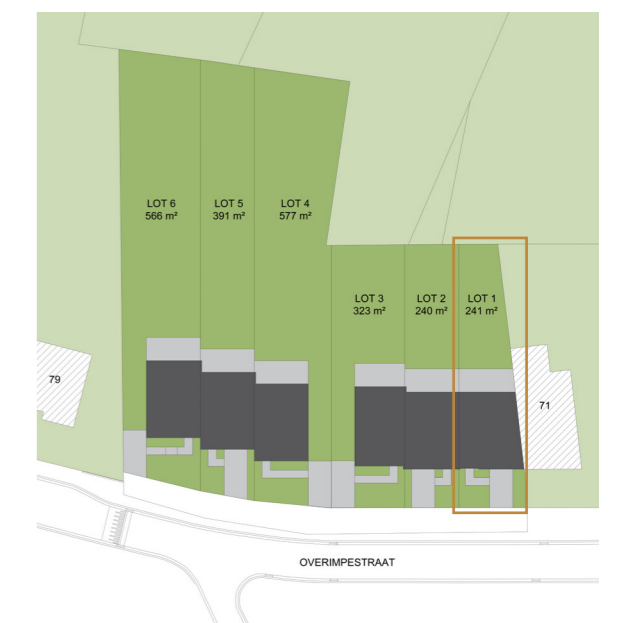 LOT 6
566 m²
LOT 5
391 m²
LOT 4
577 m²
LOT 3
323 m²
LOT 2
240 m²
LOT 1
241 m²
79
71
OVERIMPESTRAAT